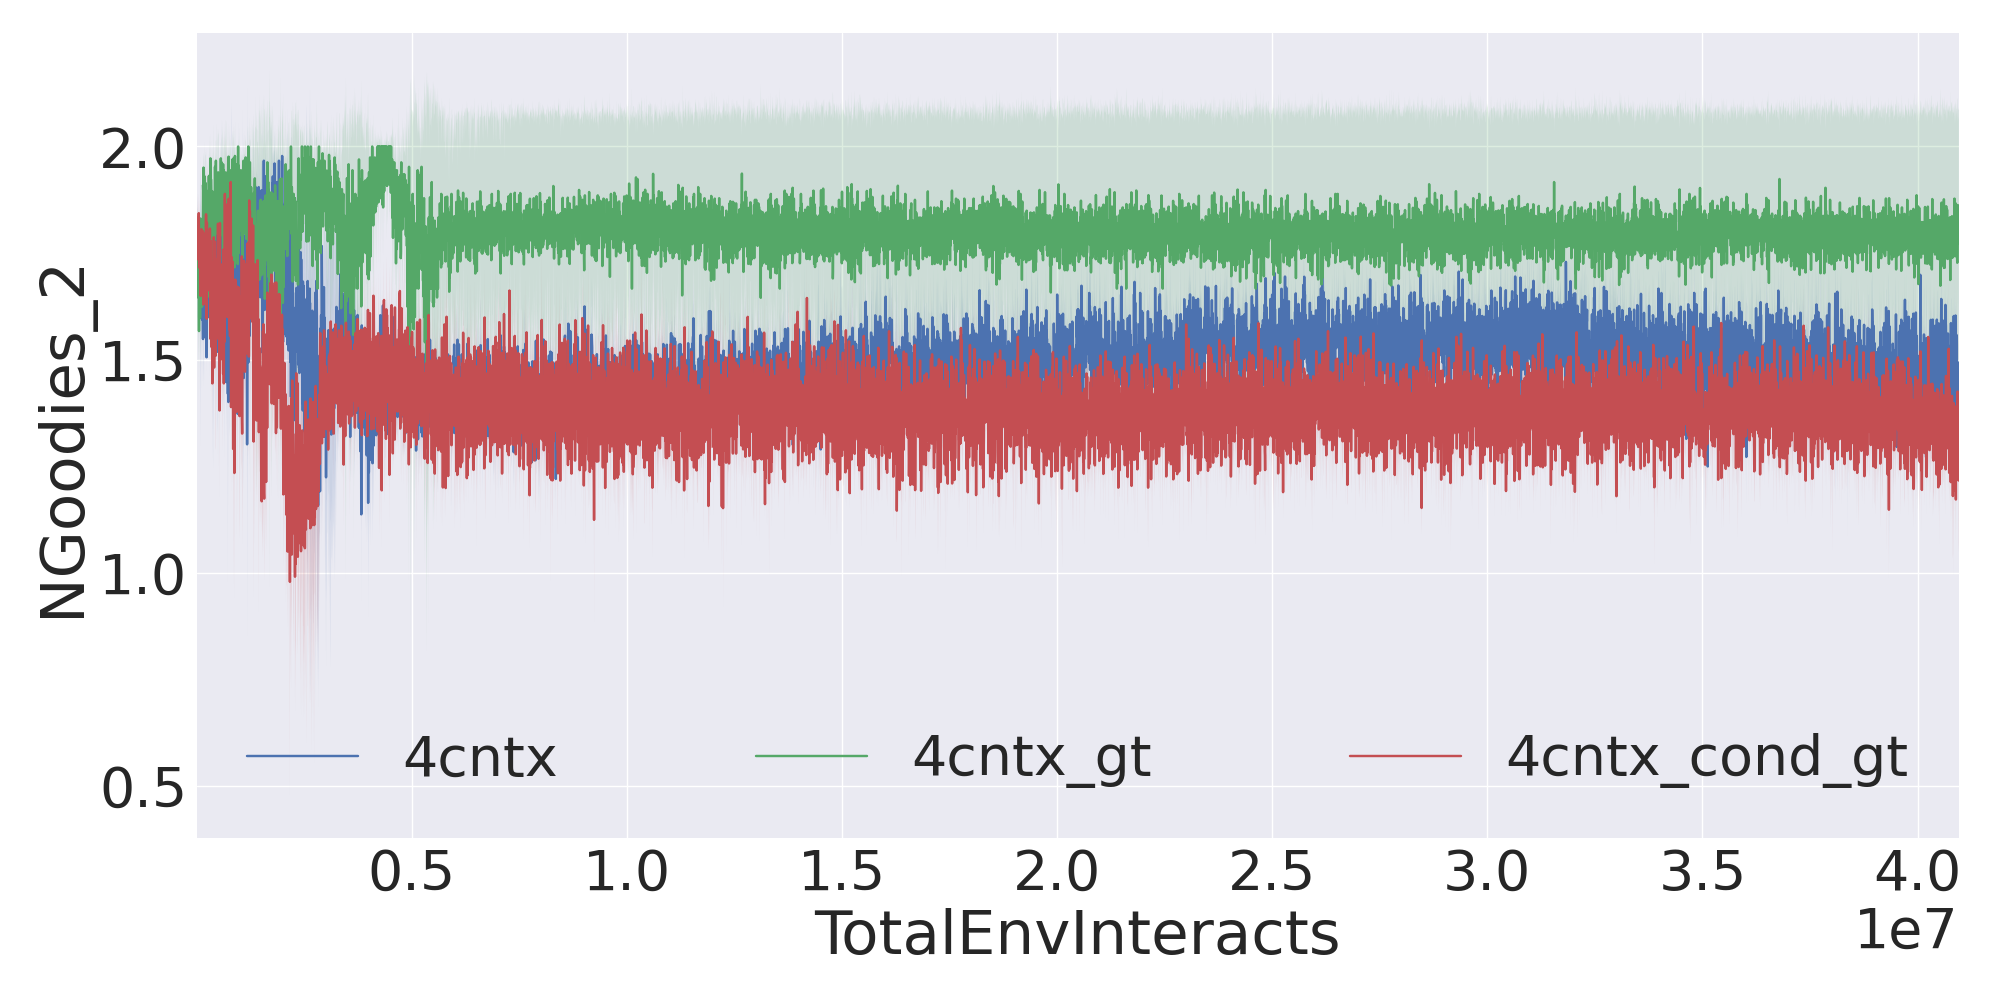 NGoodies_2
2.0
1.5
1.0
0.5
4cntx
4cntx_gt
4cntx_cond_gt
0.5 1.0 1.5 2.0 2.5 3.0 3.5 4.0
1e7
TotalEnvInteracts